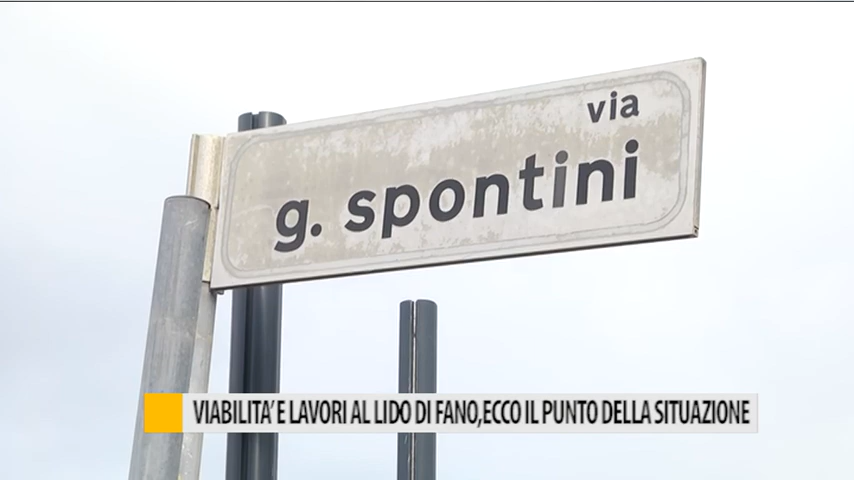 via
g. spontini
VIABILITA' E LAVORI AL LIDO DI FANO,ECCO IL PUNTO DELLA SITUAZIONE